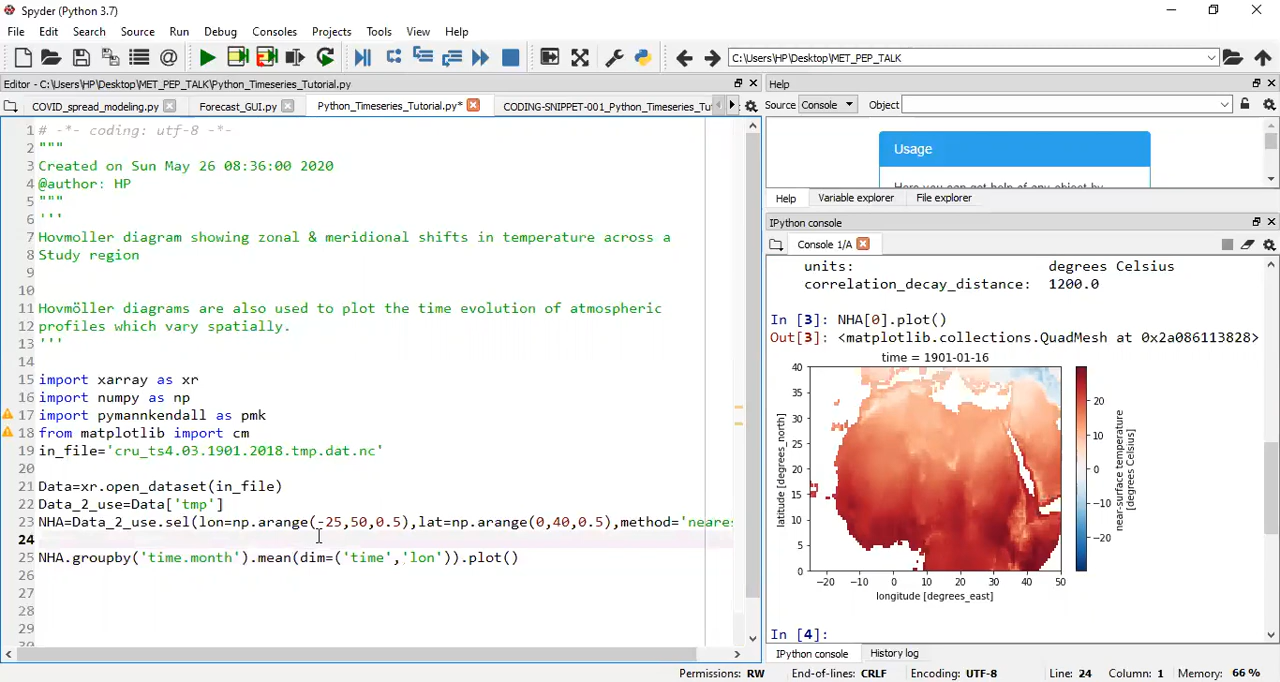 Spyder (Python 3.7)
File Edit Search Source Run Debug Consoles Projects Tools View Help
C:\Users\HP\Desktop\MET_PEP_TALK
Editor - C:\Users\HP\Desktop\MET_PEP_TALK\Python_Timeseries_Tutorial.py
COVID_spread_modeling.py Forecast_GUI.py Python_Timeseries_Tutorial.py* CODING-SNIPPET-001_Python_Timeseries_Tu
1 # -*- coding: utf-8 -*-
2 """
3 Created on Sun May 26 08:36:00 2020
4 @author: HP
5 """
6 '''
7 Hovmoller diagram showing zonal & meridional shifts in temperature across a
8 Study region
9
10
11 Hovmöller diagrams are also used to plot the time evolution of atmospheric
12 profiles which vary spatially.
13 '''
14
15 import xarray as xr
16 import numpy as np
17 import pymannkendall as pmk
18 from matplotlib import cm
19 in_file='cru_ts4.03.1901.2018.tmp.dat.nc'
20
21 Data=xr.open_dataset(in_file)
22 Data_2_use=Data['tmp']
23 NHA=Data_2_use.sel(lon=np.arange(-25,50,0.5),lat=np.arange(0,40,0.5),method='neares
24
25 NHA.groupby('time.month').mean(dim=('time','lon')).plot()
26
27
28
29
30
Help
Source Console Object
Usage
Here you can get help of any object by
Help Variable explorer File explorer
IPython console
Console 1/A
units: degrees Celsius
correlation_decay_distance: 1200.0
In [3]: NHA[0].plot()
Out[3]: <matplotlib.collections.QuadMesh at 0x2a086113828>
time = 1901-01-16
40
35
30
25
20
15
10
5
0
latitude [degrees_north]
−20 −10 0 10 20 30 40 50
longitude [degrees_east]
20
10
0
−10
−20
near-surface temperature
[degrees Celsius]
In [4]:
IPython console History log
Permissions: RW End-of-lines: CRLF Encoding: UTF-8 Line: 24 Column: 1 Memory: 66 %